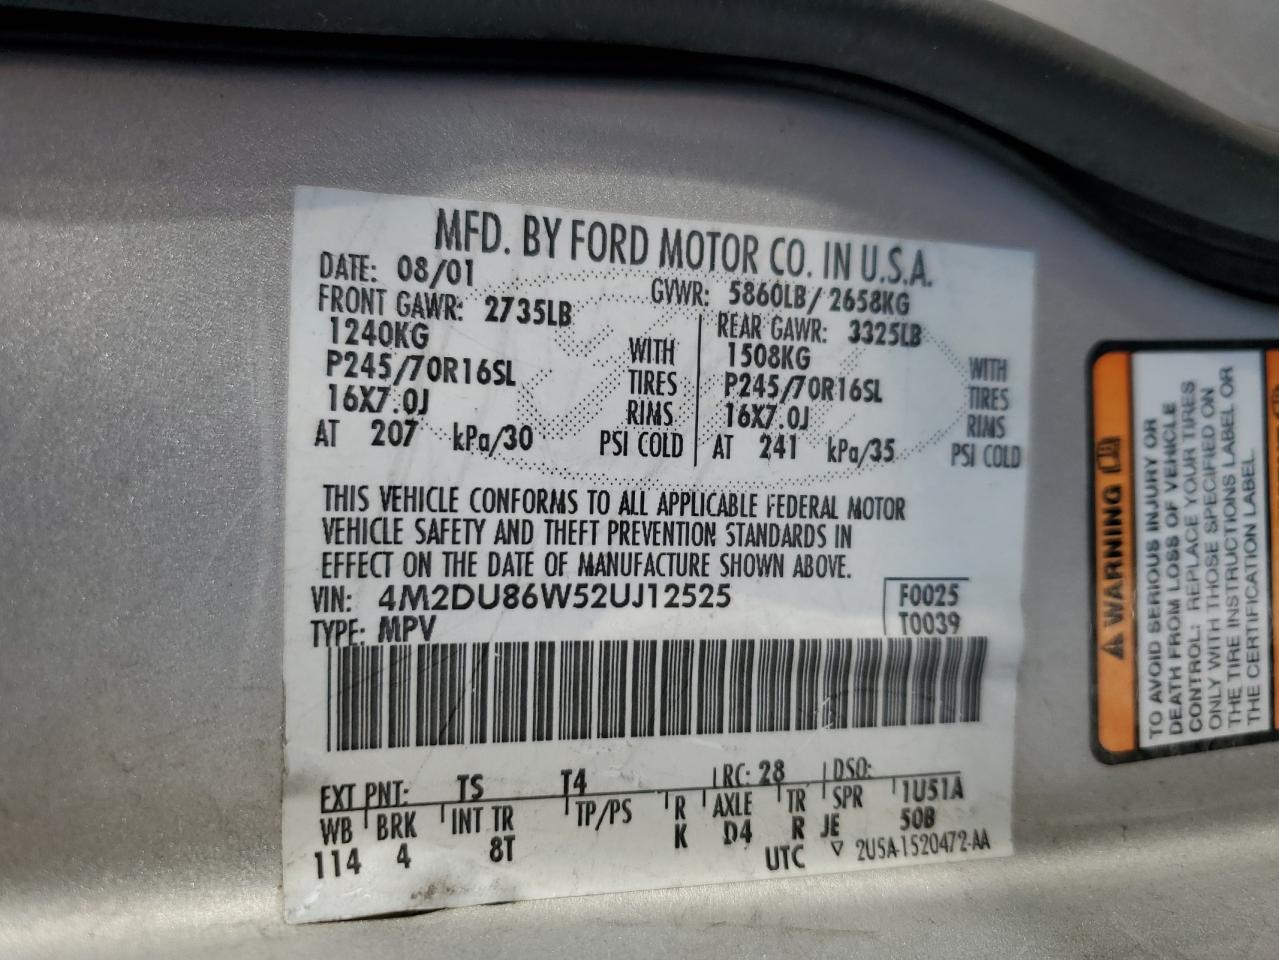 MFD. BY FORD MOTOR CO. IN U.S.A.
DATE: 08/01 GVWR: 5860LB/2658KG
FRONT GAWR: 2735LB REAR GAWR: 3325LB
1240KG WITH 1508KG WITH
P245/70R16SL TIRES P245/70R16SL TIRES
16X7.0J RIMS 16X7.0J RIMS
AT 207 kPa/30 PSI COLD AT 241 kPa/35 PSI COLD
THIS VEHICLE CONFORMS TO ALL APPLICABLE FEDERAL MOTOR
VEHICLE SAFETY AND THEFT PREVENTION STANDARDS IN
EFFECT ON THE DATE OF MANUFACTURE SHOWN ABOVE.
VIN: 4M2DU86W52UJ12525 F0025
TYPE: MPV T0039
EXT PNT: TS T4 RC: 28 DSO:
WB BRK INT TR TP/PS R AXLE TR SPR 1U51A
114 4 8T K D4 R JE 50B
UTC ▽ 2U5A-1520472-AA
WARNING
TO AVOID SERIOUS INJURY OR
DEATH FROM LOSS OF VEHICLE
CONTROL: REPLACE YOUR TIRES
ONLY WITH THOSE SPECIFIED ON
THE TIRE INSTRUCTIONS LABEL OR
THE CERTIFICATION LABEL.